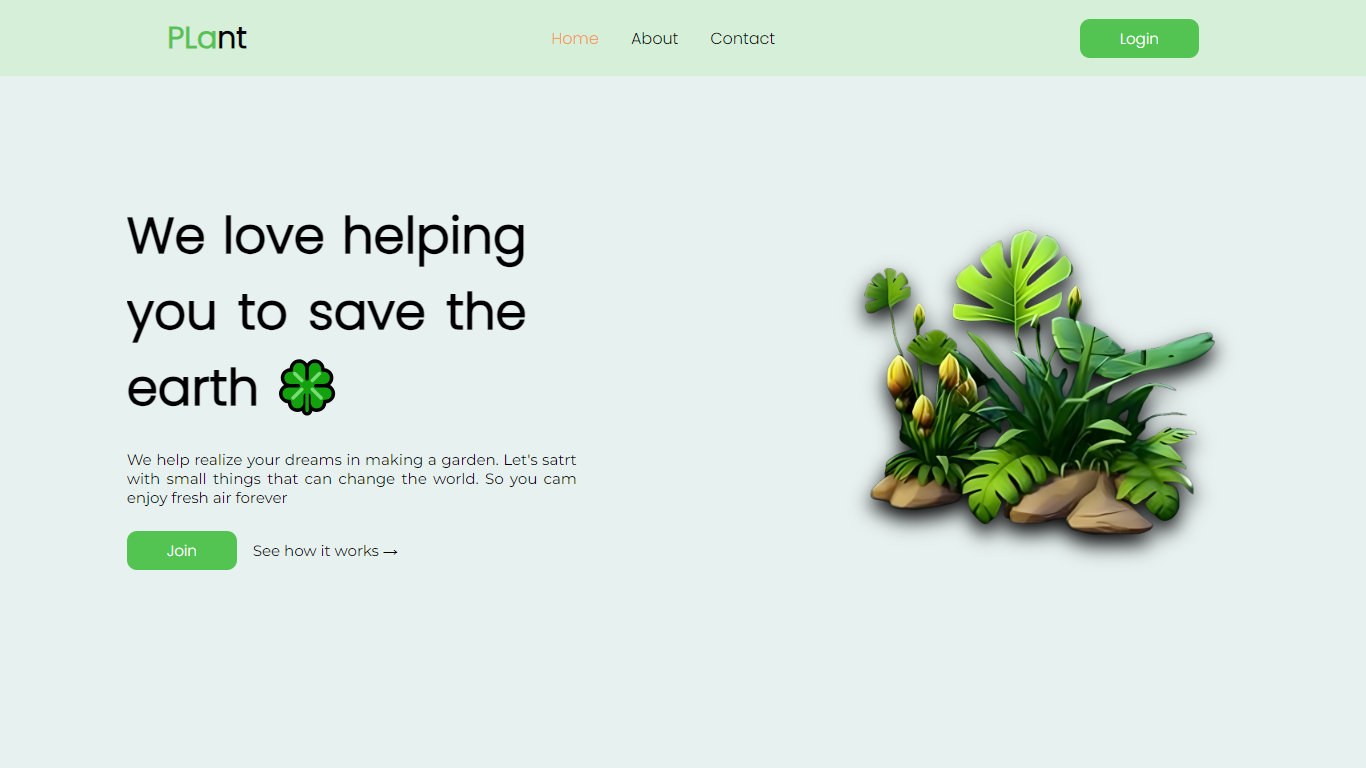 PLant
Home About Contact
Login
We love helping
you to save the
earth 🍀
We help realize your dreams in making a garden. Let's satrt
with small things that can change the world. So you cam
enjoy fresh air forever
Join
See how it works →